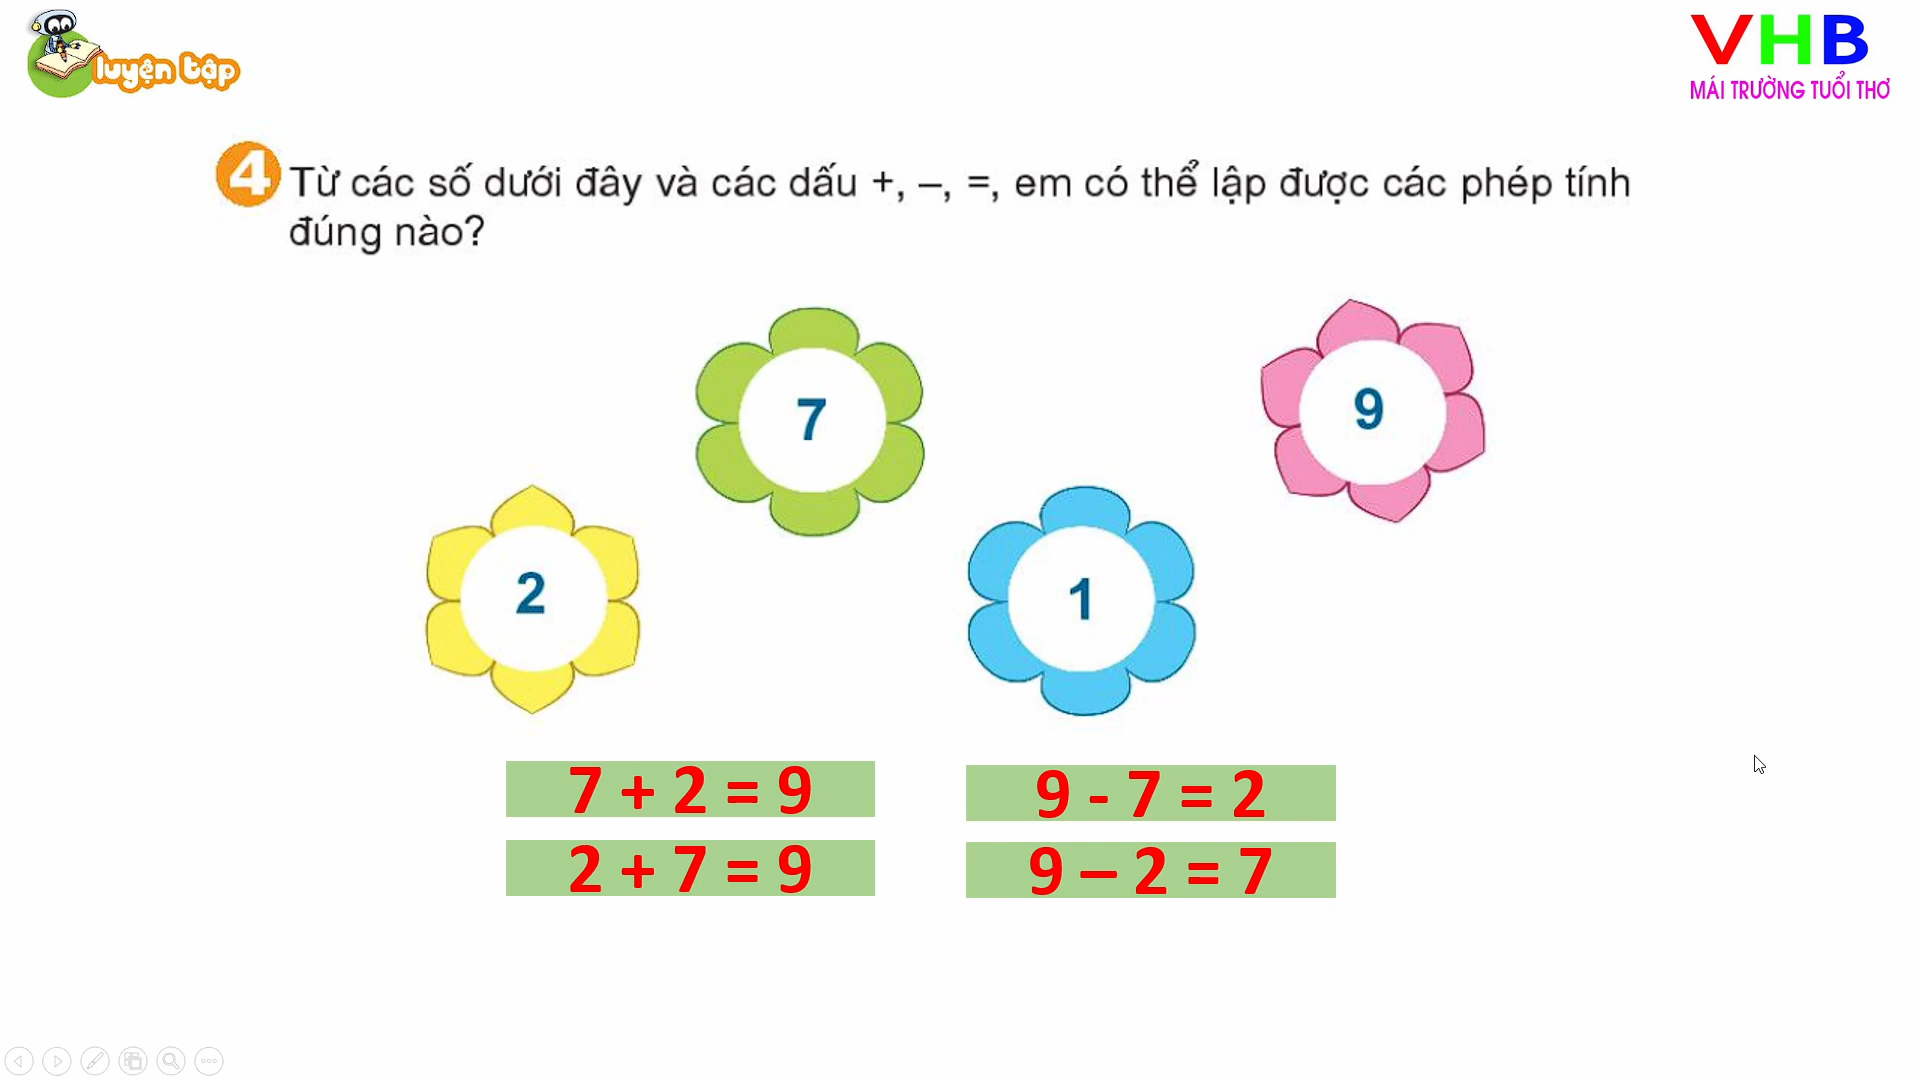 luyện tập
VHB
MÁI TRƯỜNG TUỔI THƠ
4 Từ các số dưới đây và các dấu +, –, =, em có thể lập được các phép tính
đúng nào?
7
9
2
1
7 + 2 = 9
9 - 7 = 2
2 + 7 = 9
9 – 2 = 7